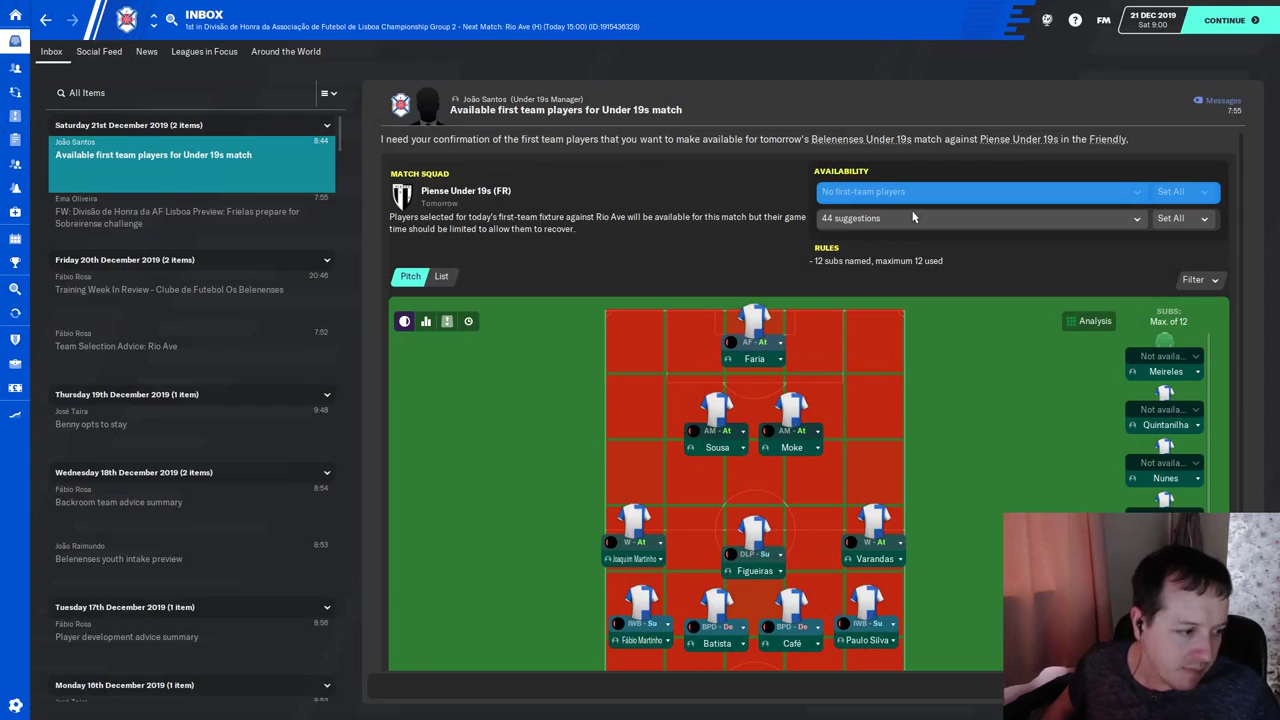 INBOX
1st in Divisão de Honra da Associação de Futebol de Lisboa Championship Group 2 - Next Match: Rio Ave (H) (Today 15:00) (ID:1915436328)
FM
21 DEC 2019
Sat 9:00
CONTINUE
Inbox
Social Feed
News
Leagues in Focus
Around the World
All Items
Saturday 21st December 2019 (2 items)
João Santos
8:44
Available first team players for Under 19s match
Ema Oliveira
7:55
FW: Divisão de Honra da AF Lisboa Preview: Frielas prepare for
Sobreirense challenge
Friday 20th December 2019 (2 items)
Fábio Rosa
20:46
Training Week In Review - Clube de Futebol Os Belenenses
Fábio Rosa
7:52
Team Selection Advice: Rio Ave
Thursday 19th December 2019 (1 item)
José Taira
9:48
Benny opts to stay
Wednesday 18th December 2019 (2 items)
Fábio Rosa
8:54
Backroom team advice summary
João Raimundo
8:53
Belenenses youth intake preview
Tuesday 17th December 2019 (1 item)
Fábio Rosa
8:56
Player development advice summary
Monday 16th December 2019 (1 item)
João Santos (Under 19s Manager)
Available first team players for Under 19s match
Messages
7:55
I need your confirmation of the first team players that you want to make available for tomorrow's Belenenses Under 19s match against Piense Under 19s in the Friendly.
MATCH SQUAD
Piense Under 19s (FR)
Tomorrow
Players selected for today's first-team fixture against Rio Ave will be available for this match but their game
time should be limited to allow them to recover.
AVAILABILITY
No first-team players
Set All
44 suggestions
Set All
RULES
- 12 subs named, maximum 12 used
Pitch
List
Filter
Analysis
SUBS:
Max. of 12
AF - At
Faria
AM - At
Sousa
AM - At
Moke
W - At
Joaquim Martinho
DLP - Su
Figueiras
W - At
Varandas
IWB - Su
Fábio Martinho
BPD - De
Batista
BPD - De
Café
IWB - Su
Paulo Silva
Not availa...
Meireles
Not availa...
Quintanilha
Not availa...
Nunes